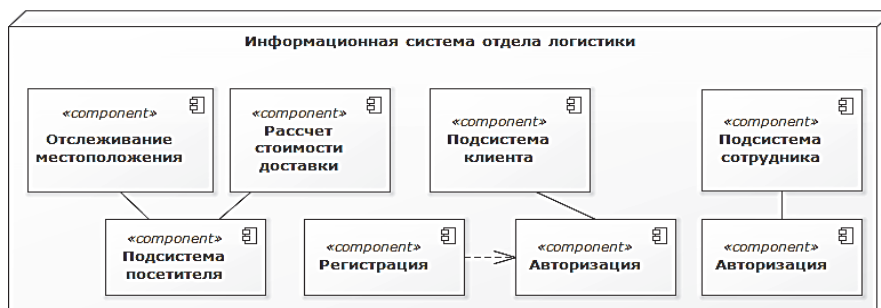 Информационная система отдела логистики
«component»
Отслеживание
местоположения
«component»
Рассчет
стоимости
доставки
«component»
Подсистема
клиента
«component»
Подсистема
сотрудника
«component»
Подсистема
посетителя
«component»
Регистрация
«component»
Авторизация
«component»
Авторизация